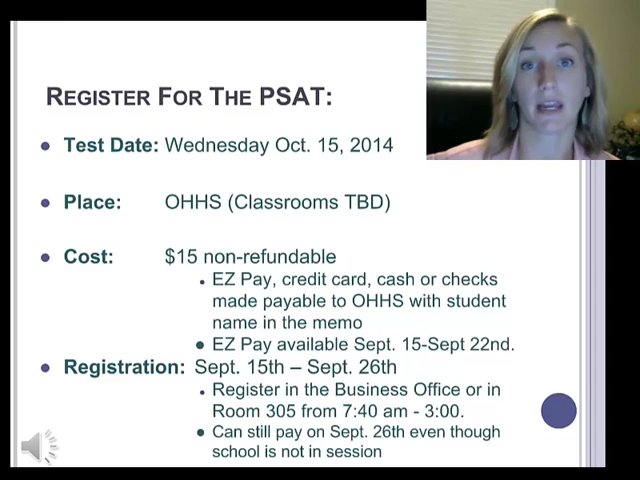 REGISTER FOR THE PSAT:
Test Date: Wednesday Oct. 15, 2014
Place: OHHS (Classrooms TBD)
Cost: $15 non-refundable
EZ Pay, credit card, cash or checks
made payable to OHHS with student
name in the memo
EZ Pay available Sept. 15-Sept 22nd.
Registration: Sept. 15th – Sept. 26th
Register in the Business Office or in
Room 305 from 7:40 am - 3:00.
Can still pay on Sept. 26th even though
school is not in session